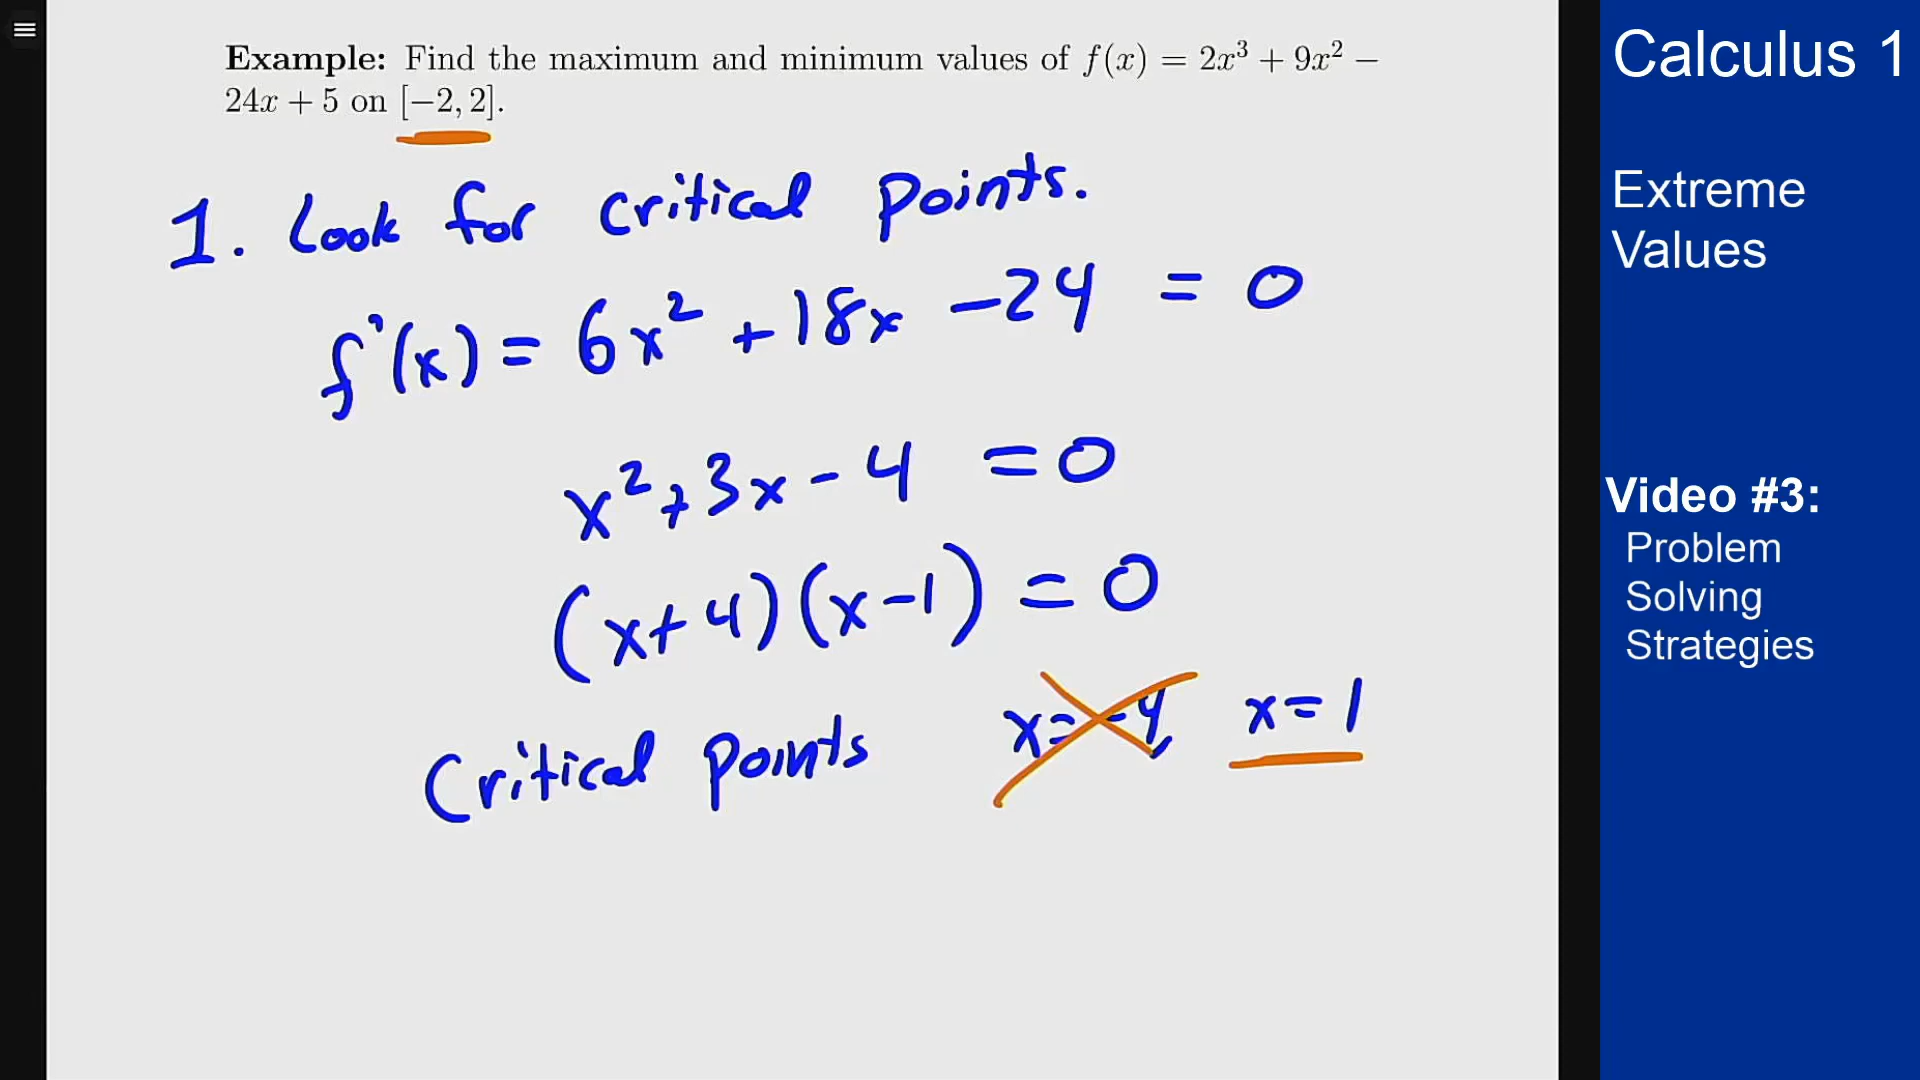 Example: Find the maximum and minimum values of f(x) = 2x³ + 9x² −
24x + 5 on [−2, 2].
1. Look for critical points.
f'(x) = 6x² + 18x − 24 = 0
x² + 3x − 4 = 0
(x+4)(x−1) = 0
Critical points x = −4, x = 1
Calculus 1
Extreme
Values
Video #3:
Problem
Solving
Strategies